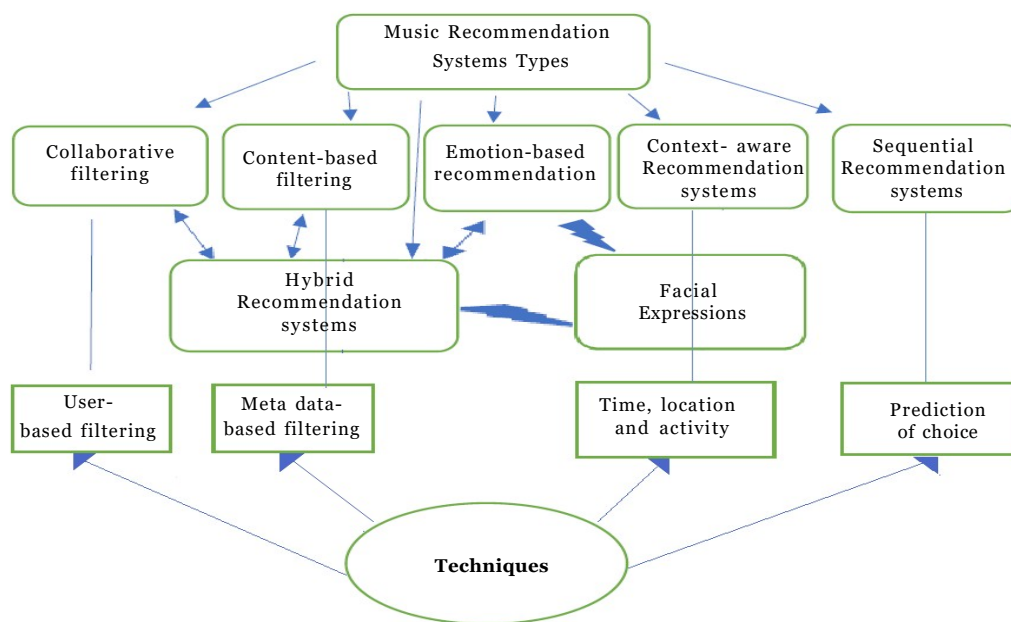 Music Recommendation
Systems Types
Collaborative
filtering
Content-based
filtering
Emotion-based
recommendation
Context- aware
Recommendation
systems
Sequential
Recommendation
systems
Hybrid
Recommendation
systems
Facial
Expressions
User-
based filtering
Meta data-
based filtering
Time, location
and activity
Prediction
of choice
Techniques